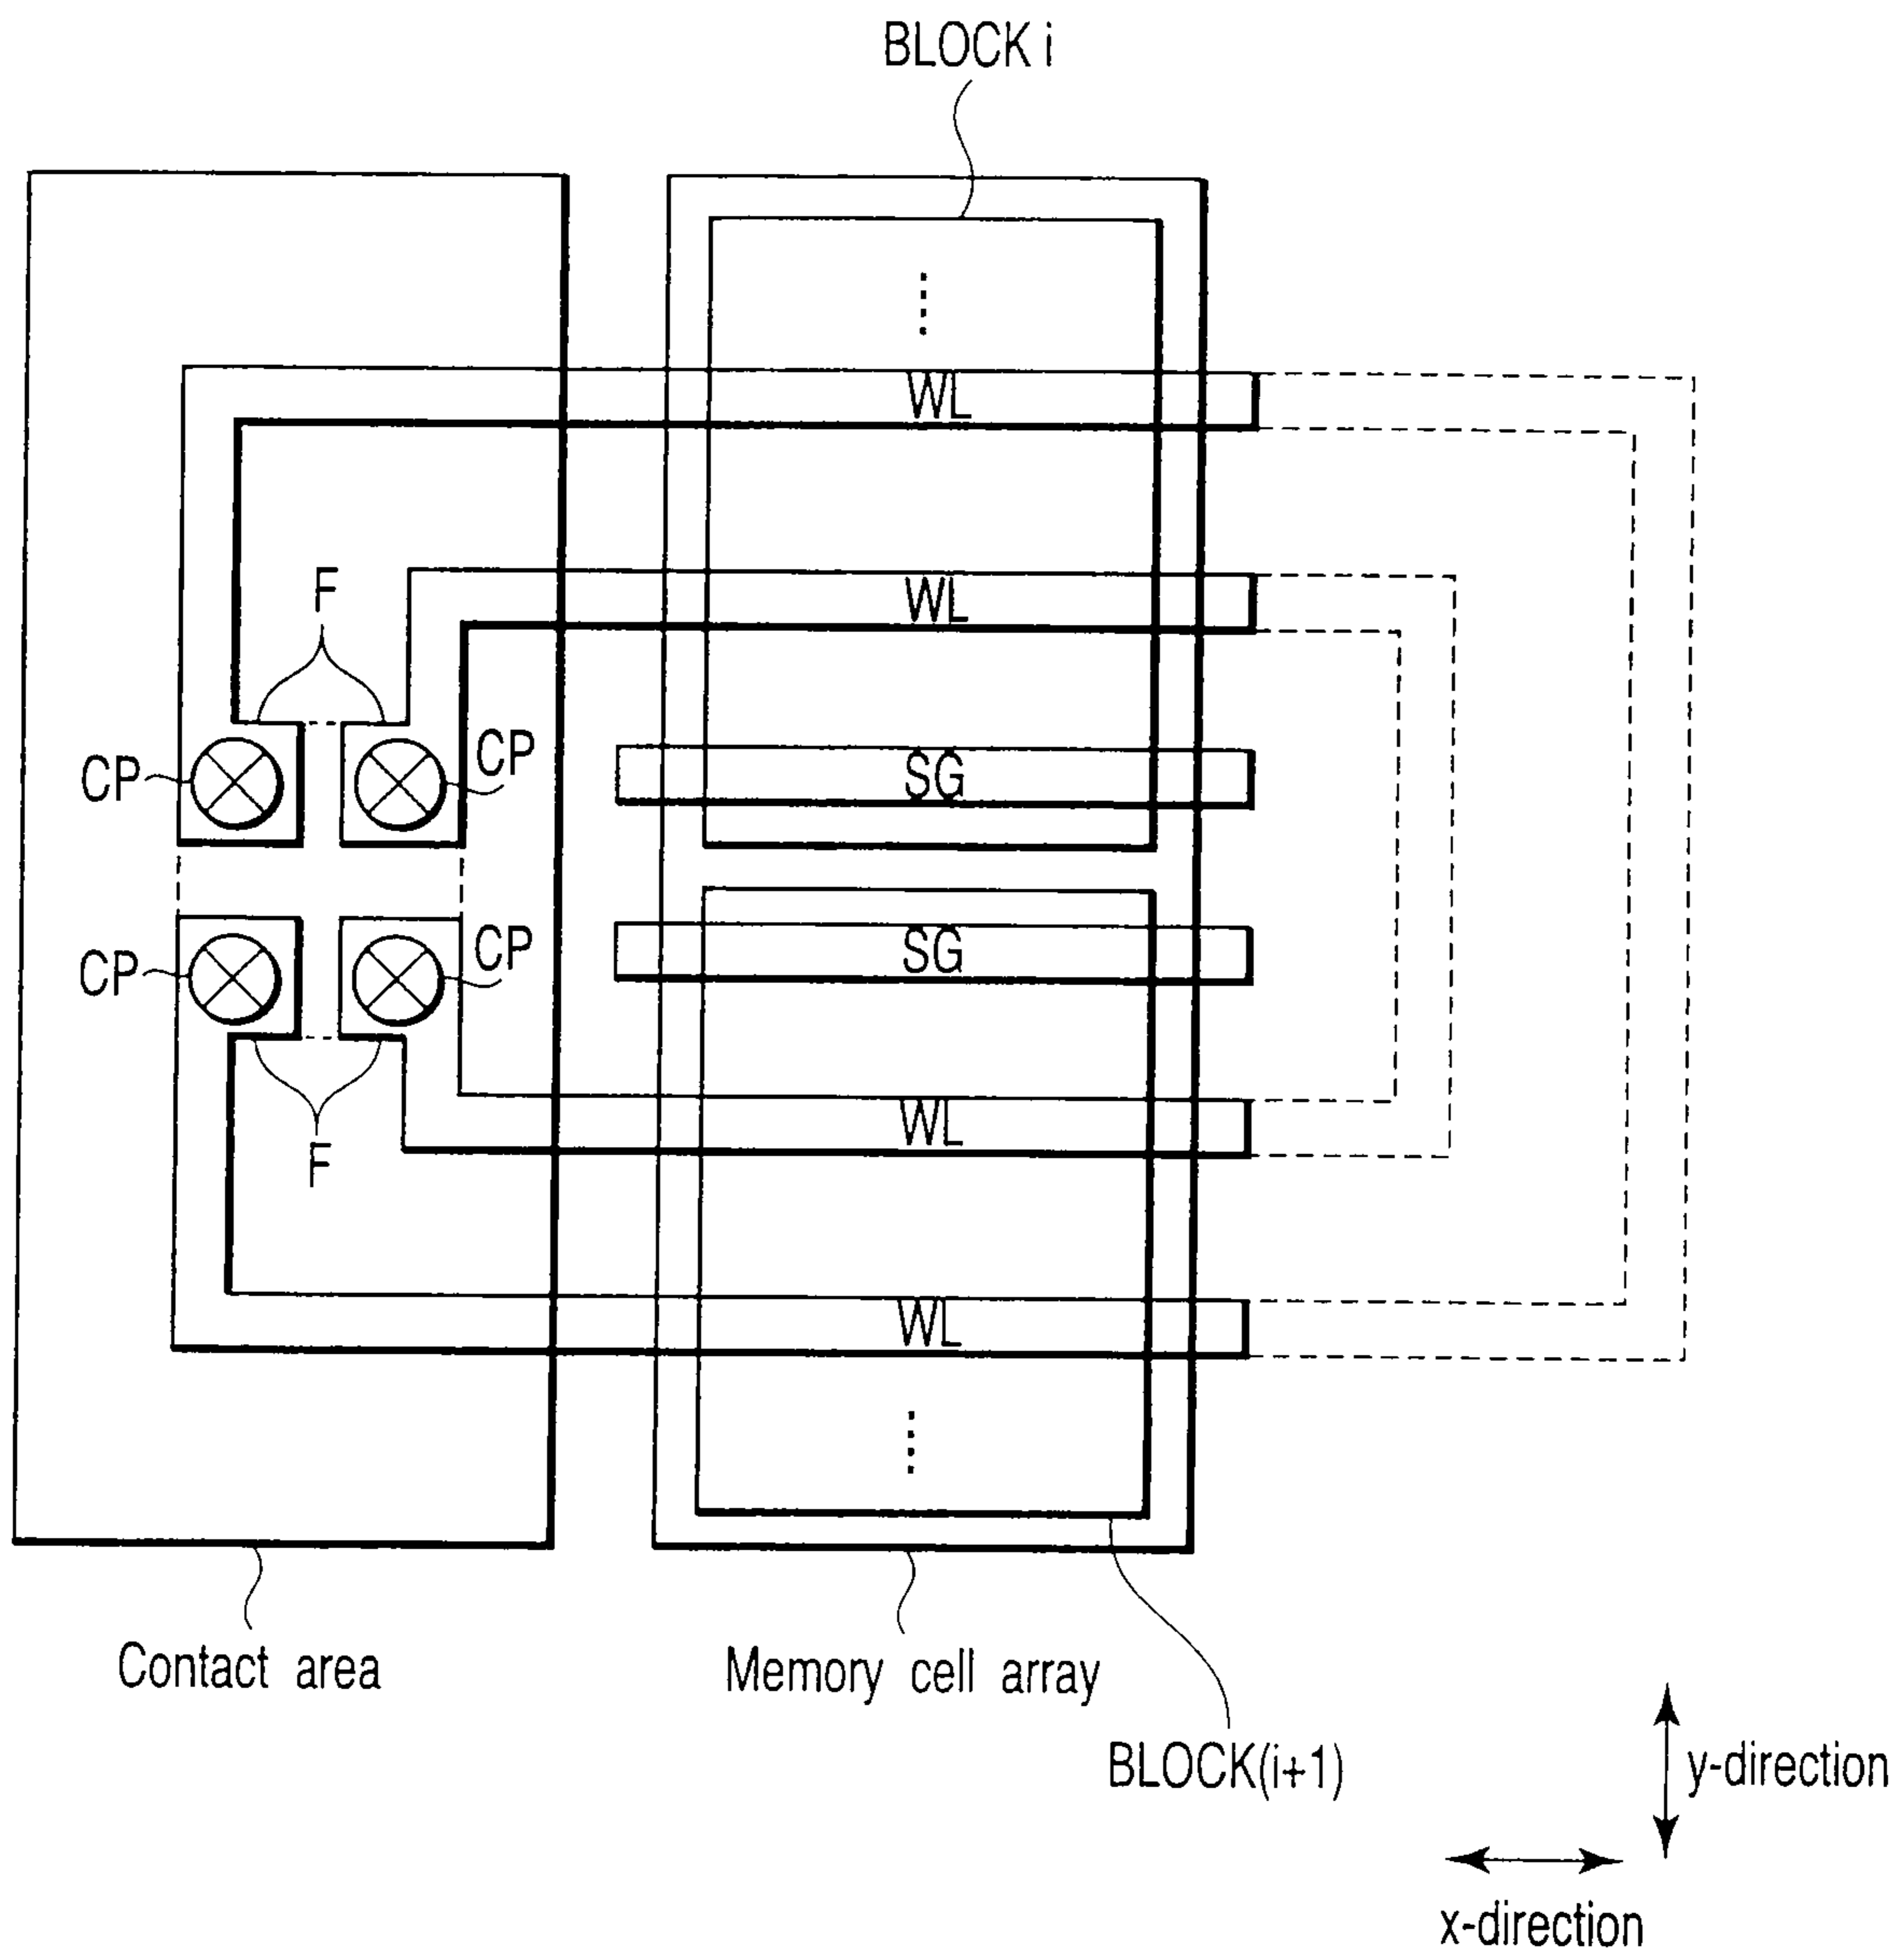 BLOCK i
WL
WL
F
CP
CP
SG
SG
CP
CP
WL
F
WL
Contact area
Memory cell array
BLOCK(i+1)
y-direction
x-direction